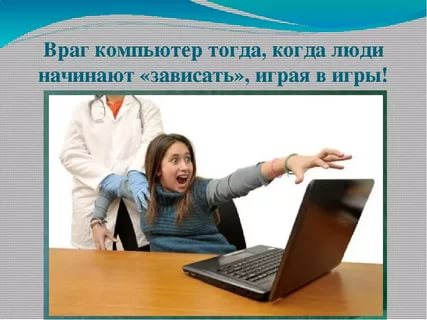 Враг компьютер тогда, когда люди
начинают «зависать», играя в игры!